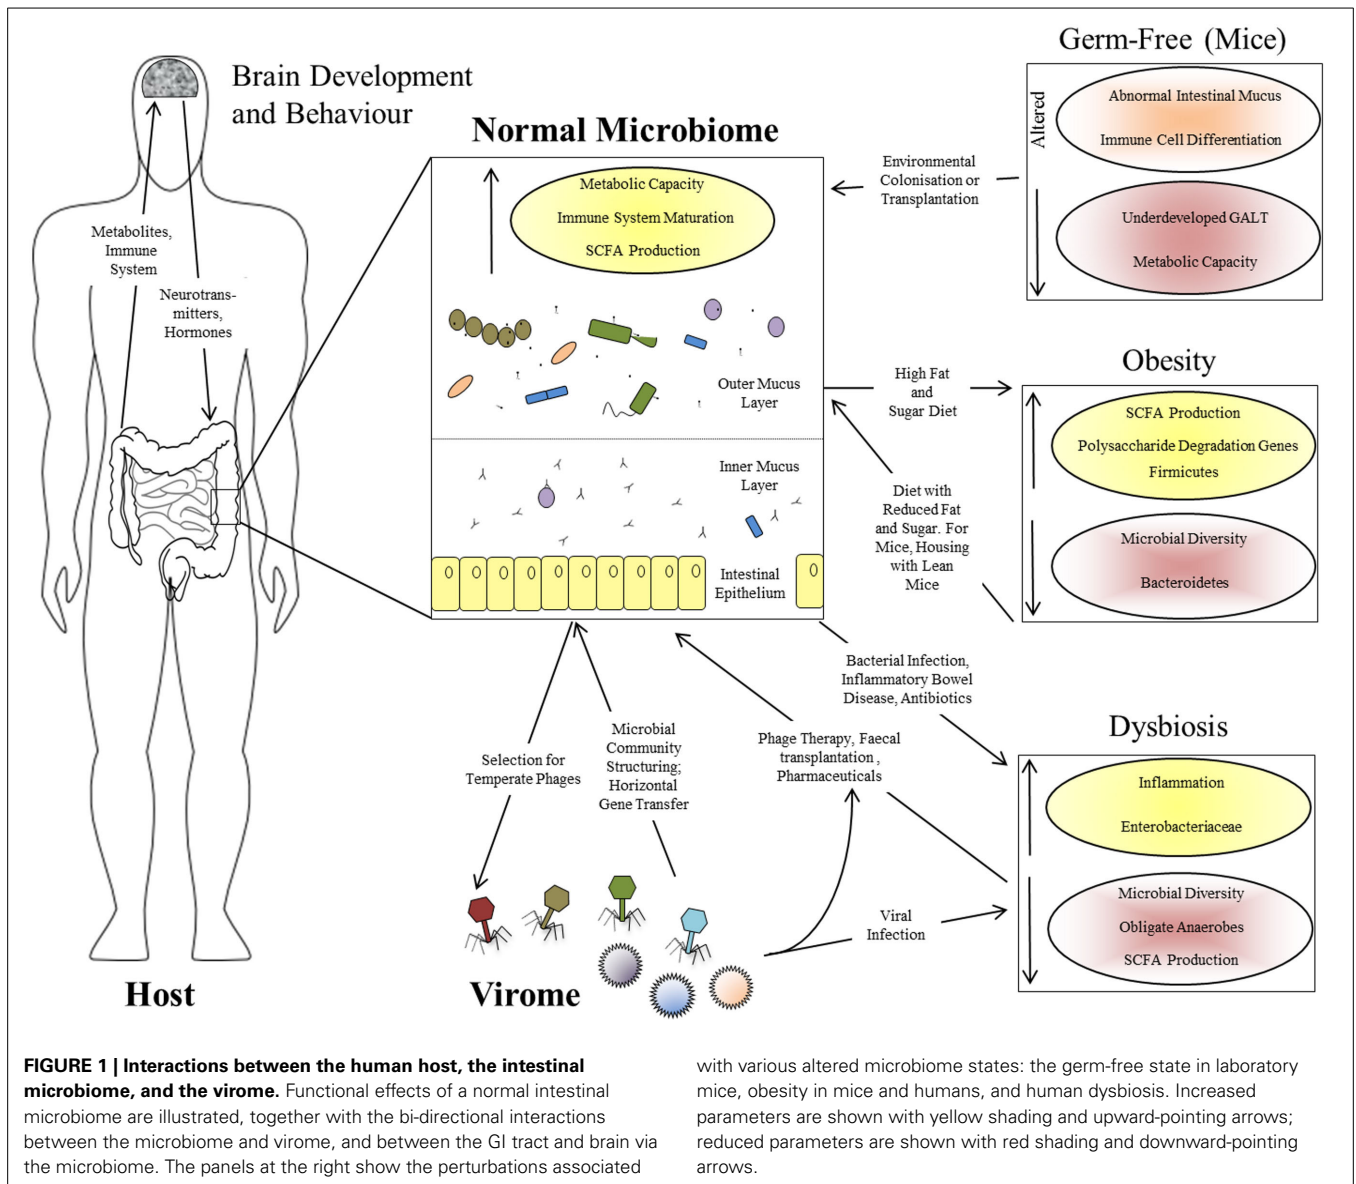 Brain Development
and Behaviour
Metabolites,
Immune
System
Neurotrans-
mitters,
Hormones
Host
Normal Microbiome
Metabolic Capacity
Immune System Maturation
SCFA Production
Outer Mucus
Layer
Inner Mucus
Layer
Intestinal
Epithelium
Selection for
Temperate Phages
Microbial
Community
Structuring;
Horizontal
Gene Transfer
Virome
Environmental
Colonisation or
Transplantation
High Fat
and
Sugar Diet
Diet with
Reduced Fat
and Sugar. For
Mice, Housing
with Lean
Mice
Bacterial Infection,
Inflammatory Bowel
Disease, Antibiotics
Phage Therapy, Faecal
transplantation ,
Pharmaceuticals
Viral
Infection
Germ-Free (Mice)
Altered
Abnormal Intestinal Mucus
Immune Cell Differentiation
Underdeveloped GALT
Metabolic Capacity
Obesity
SCFA Production
Polysaccharide Degradation Genes
Firmicutes
Microbial Diversity
Bacteroidetes
Dysbiosis
Inflammation
Enterobacteriaceae
Microbial Diversity
Obligate Anaerobes
SCFA Production
FIGURE 1 | Interactions between the human host, the intestinal
microbiome, and the virome. Functional effects of a normal intestinal
microbiome are illustrated, together with the bi-directional interactions
between the microbiome and virome, and between the GI tract and brain via
the microbiome. The panels at the right show the perturbations associated
with various altered microbiome states: the germ-free state in laboratory
mice, obesity in mice and humans, and human dysbiosis. Increased
parameters are shown with yellow shading and upward-pointing arrows;
reduced parameters are shown with red shading and downward-pointing
arrows.